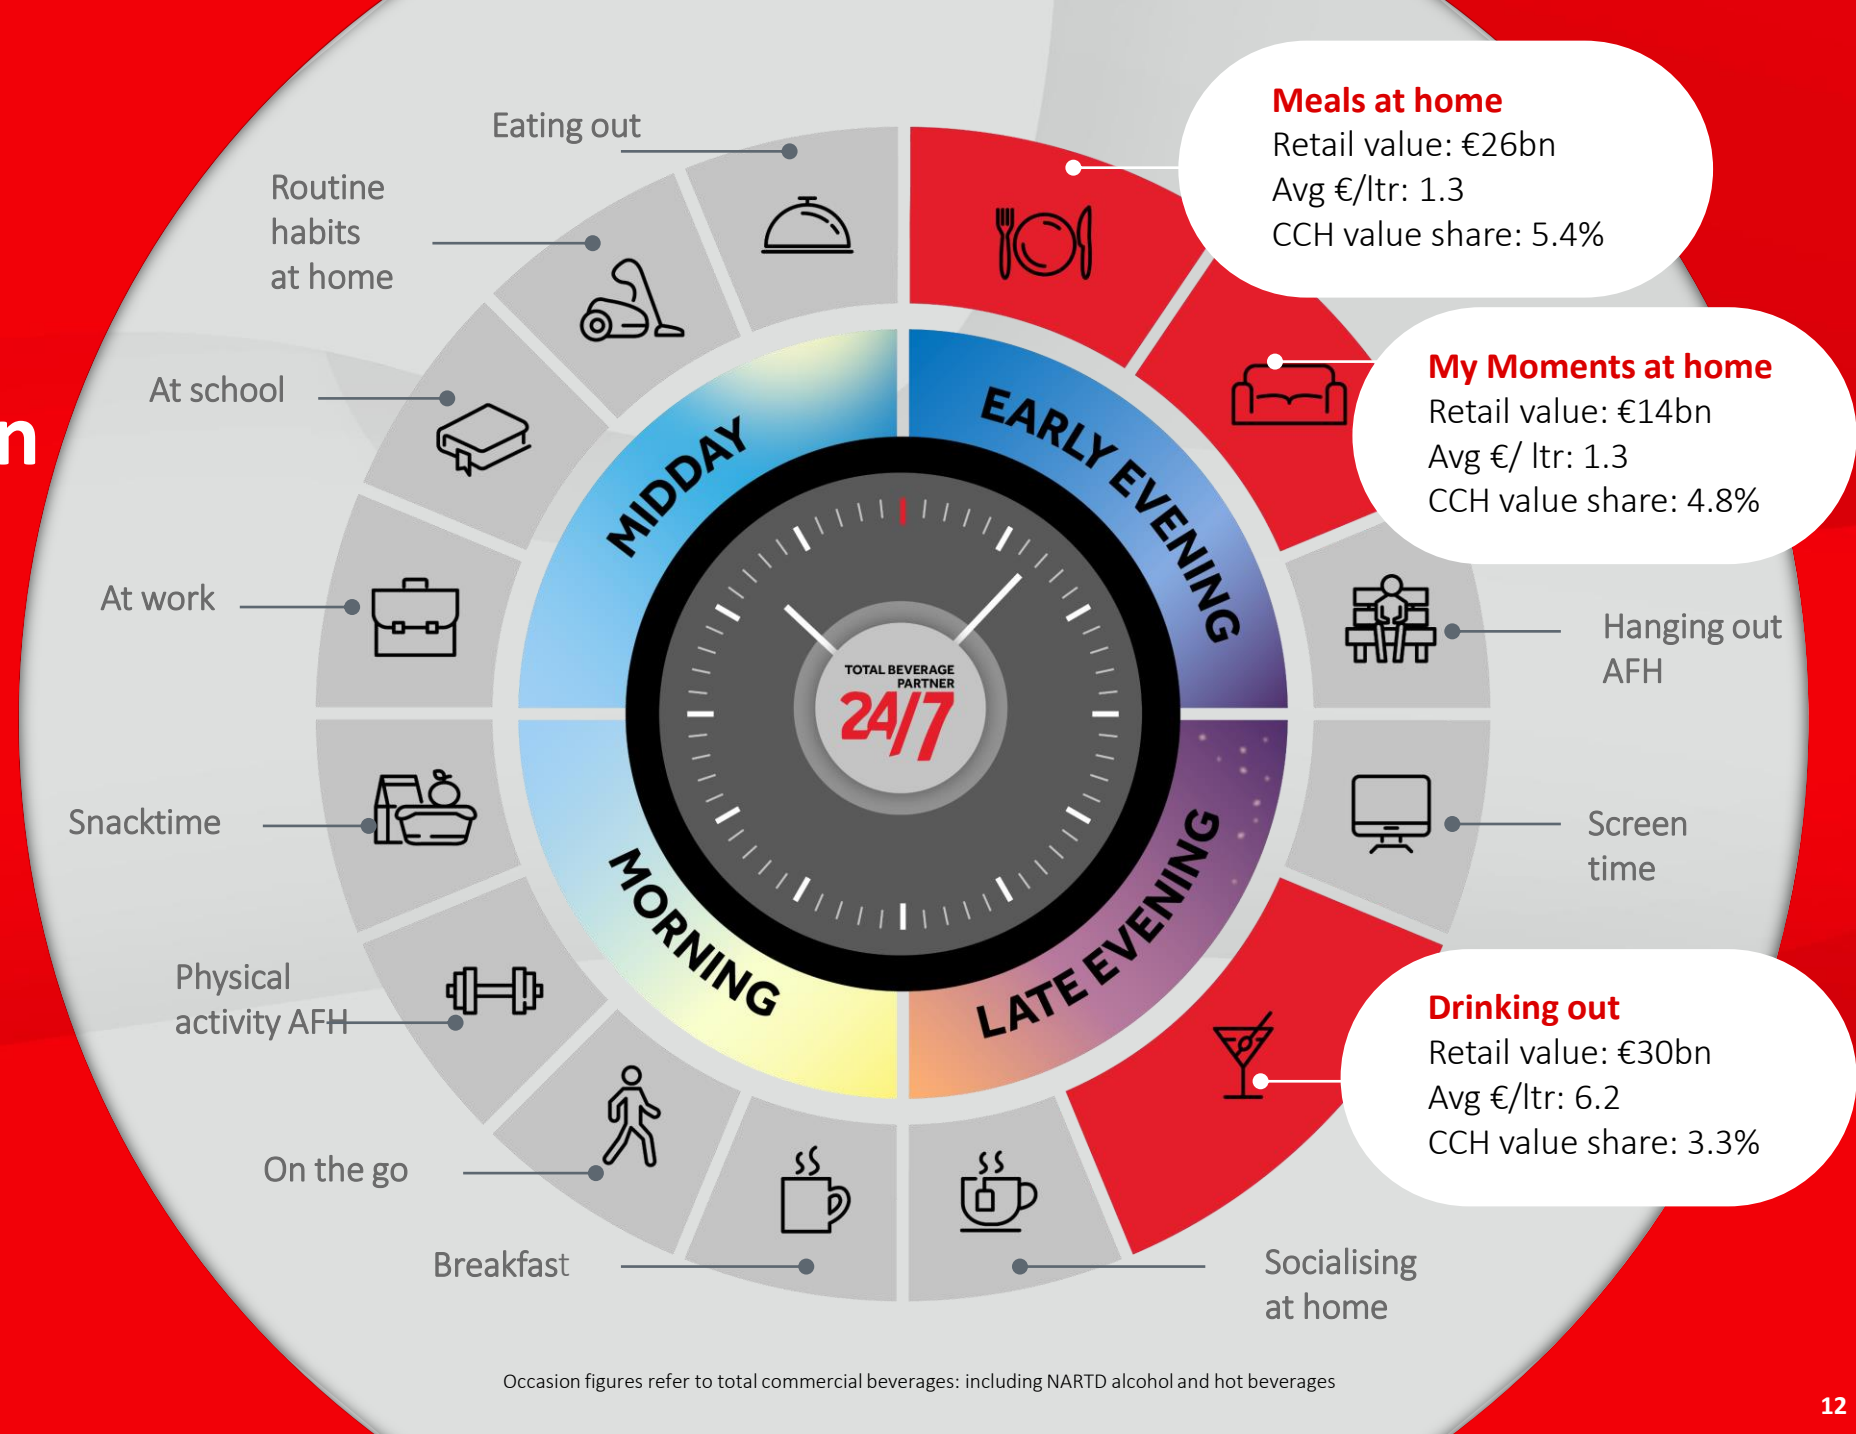 Eating out
Routine
habits
at home
At school
At work
Snacktime
Physical
activity AFH
On the go
Breakfast
Meals at home
Retail value: €26bn
Avg €/ltr: 1.3
CCH value share: 5.4%
My Moments at home
Retail value: €14bn
Avg €/ ltr: 1.3
CCH value share: 4.8%
Hanging out
AFH
Screen
time
Drinking out
Retail value: €30bn
Avg €/ltr: 6.2
CCH value share: 3.3%
Socialising
at home
MIDDAY
EARLY EVENING
MORNING
LATE EVENING
TOTAL BEVERAGE
PARTNER
24/7
n
Occasion figures refer to total commercial beverages: including NARTD alcohol and hot beverages
12